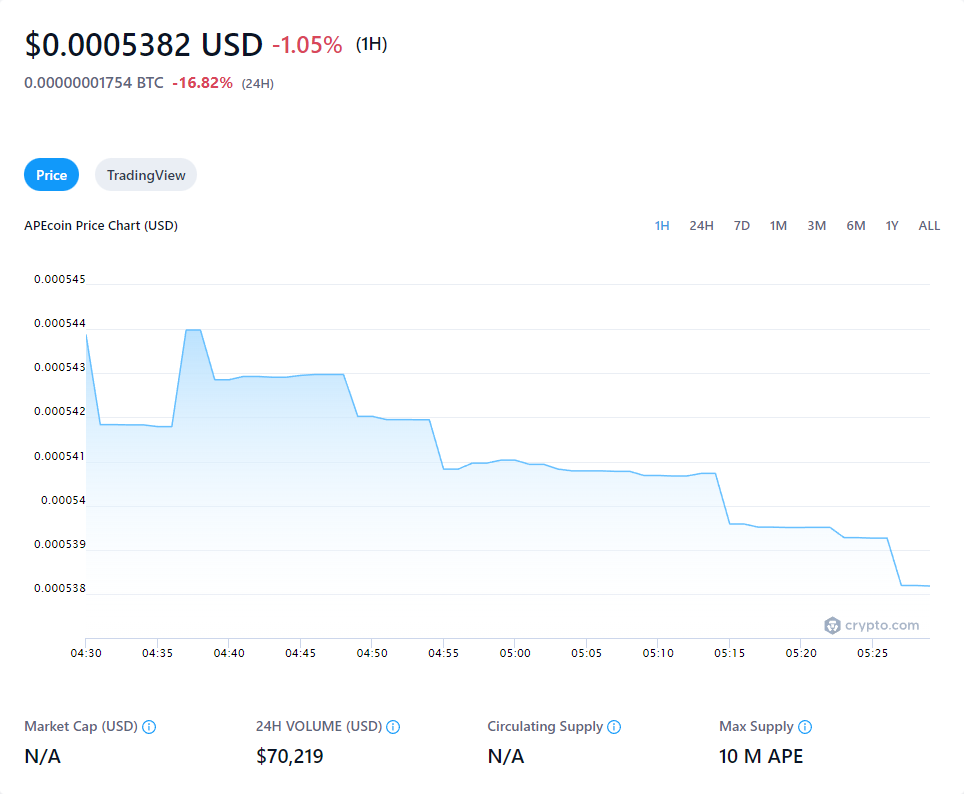 $0.0005382 USD -1.05% (1H)
0.00000001754 BTC -16.82% (24H)
Price TradingView
APEcoin Price Chart (USD) 1H 24H 7D 1M 3M 6M 1Y ALL
0.000545
0.000544
0.000543
0.000542
0.000541
0.00054
0.000539
0.000538
crypto.com
04:30 04:35 04:40 04:45 04:50 04:55 05:00 05:05 05:10 05:15 05:20 05:25
Market Cap (USD) 24H VOLUME (USD) Circulating Supply Max Supply
N/A $70,219 N/A 10 M APE